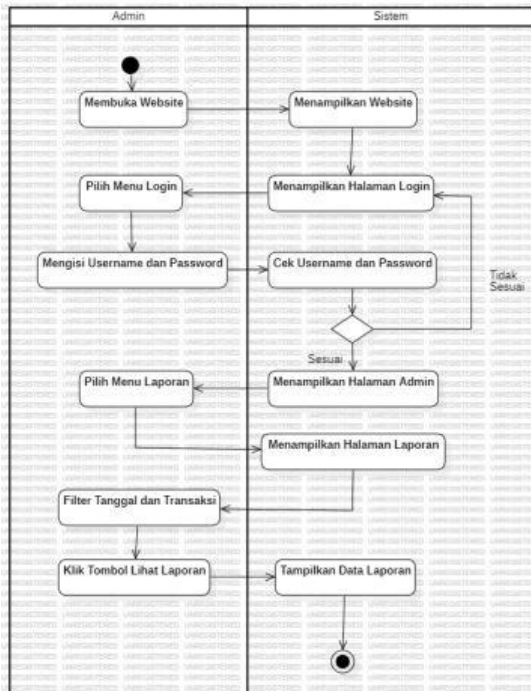 Admin
Sistem
Membuka Website
Menampilkan Website
Pilih Menu Login
Menampilkan Halaman Login
Mengisi Username dan Password
Cek Username dan Password
Tidak
Sesuai
Sesuai
Pilih Menu Laporan
Menampilkan Halaman Admin
Menampilkan Halaman Laporan
Filter Tanggal dan Transaksi
Klik Tombol Lihat Laporan
Tampilkan Data Laporan